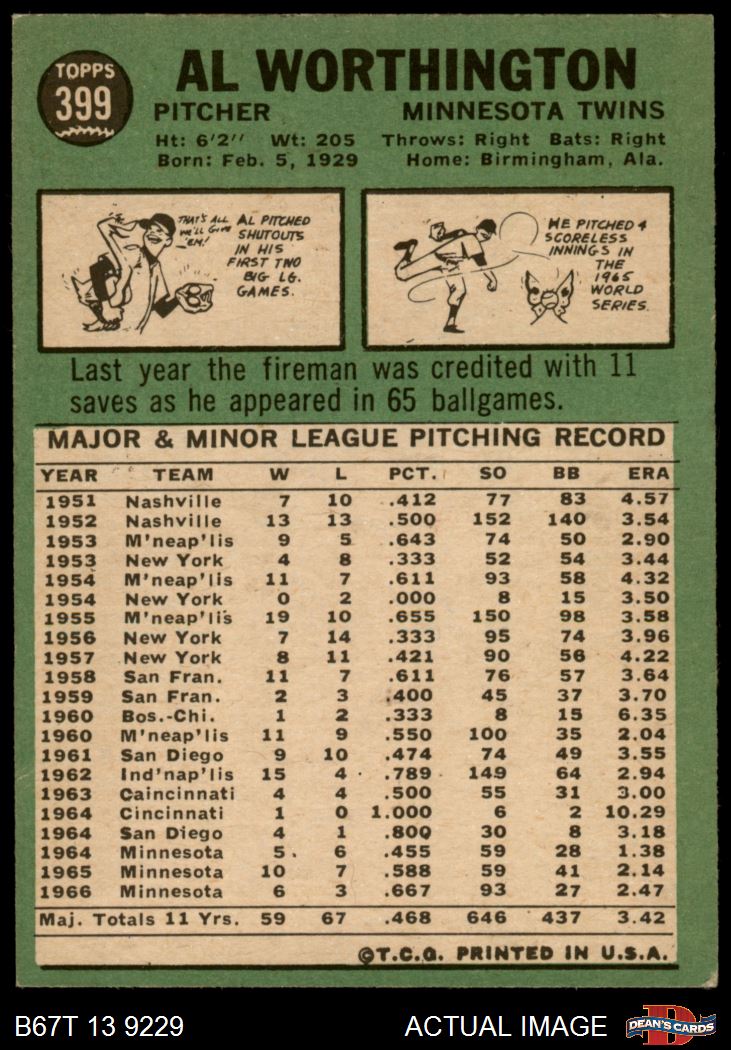 TOPPS
399
AL WORTHINGTON
PITCHER MINNESOTA TWINS
Ht: 6'2'' Wt: 205 Throws: Right Bats: Right
Born: Feb. 5, 1929 Home: Birmingham, Ala.
THAT'S ALL
WE'LL GIVE
'EM!
AL PITCHED
SHUTOUTS
IN HIS
FIRST TWO
BIG LG.
GAMES.
HE PITCHED 4
SCORELESS
INNINGS IN
THE
1965
WORLD
SERIES.
Last year the fireman was credited with 11
saves as he appeared in 65 ballgames.
MAJOR & MINOR LEAGUE PITCHING RECORD
YEAR TEAM W L PCT. SO BB ERA
1951 Nashville 7 10 .412 77 83 4.57
1952 Nashville 13 13 .500 152 140 3.54
1953 M'neap'lis 9 5 .643 74 50 2.90
1953 New York 4 8 .333 52 54 3.44
1954 M'neap'lis 11 7 .611 93 58 4.32
1954 New York 0 2 .000 8 15 3.50
1955 M'neap'lis 19 10 .655 150 98 3.58
1956 New York 7 14 .333 95 74 3.96
1957 New York 8 11 .421 90 56 4.22
1958 San Fran. 11 7 .611 76 57 3.64
1959 San Fran. 2 3 .400 45 37 3.70
1960 Bos.-Chi. 1 2 .333 8 15 6.35
1960 M'neap'lis 11 9 .550 100 35 2.04
1961 San Diego 9 10 .474 74 49 3.55
1962 Ind'nap'lis 15 4 .789 149 64 2.94
1963 Caincinnati 4 4 .500 55 31 3.00
1964 Cincinnati 1 0 1.000 6 2 10.29
1964 San Diego 4 1 .800 30 8 3.18
1964 Minnesota 5 6 .455 59 28 1.38
1965 Minnesota 10 7 .588 59 41 2.14
1966 Minnesota 6 3 .667 93 27 2.47
Maj. Totals 11 Yrs. 59 67 .468 646 437 3.42
©T.C.G. PRINTED IN U.S.A.
B67T 13 9229 ACTUAL IMAGE
D
DEAN'S CARDS